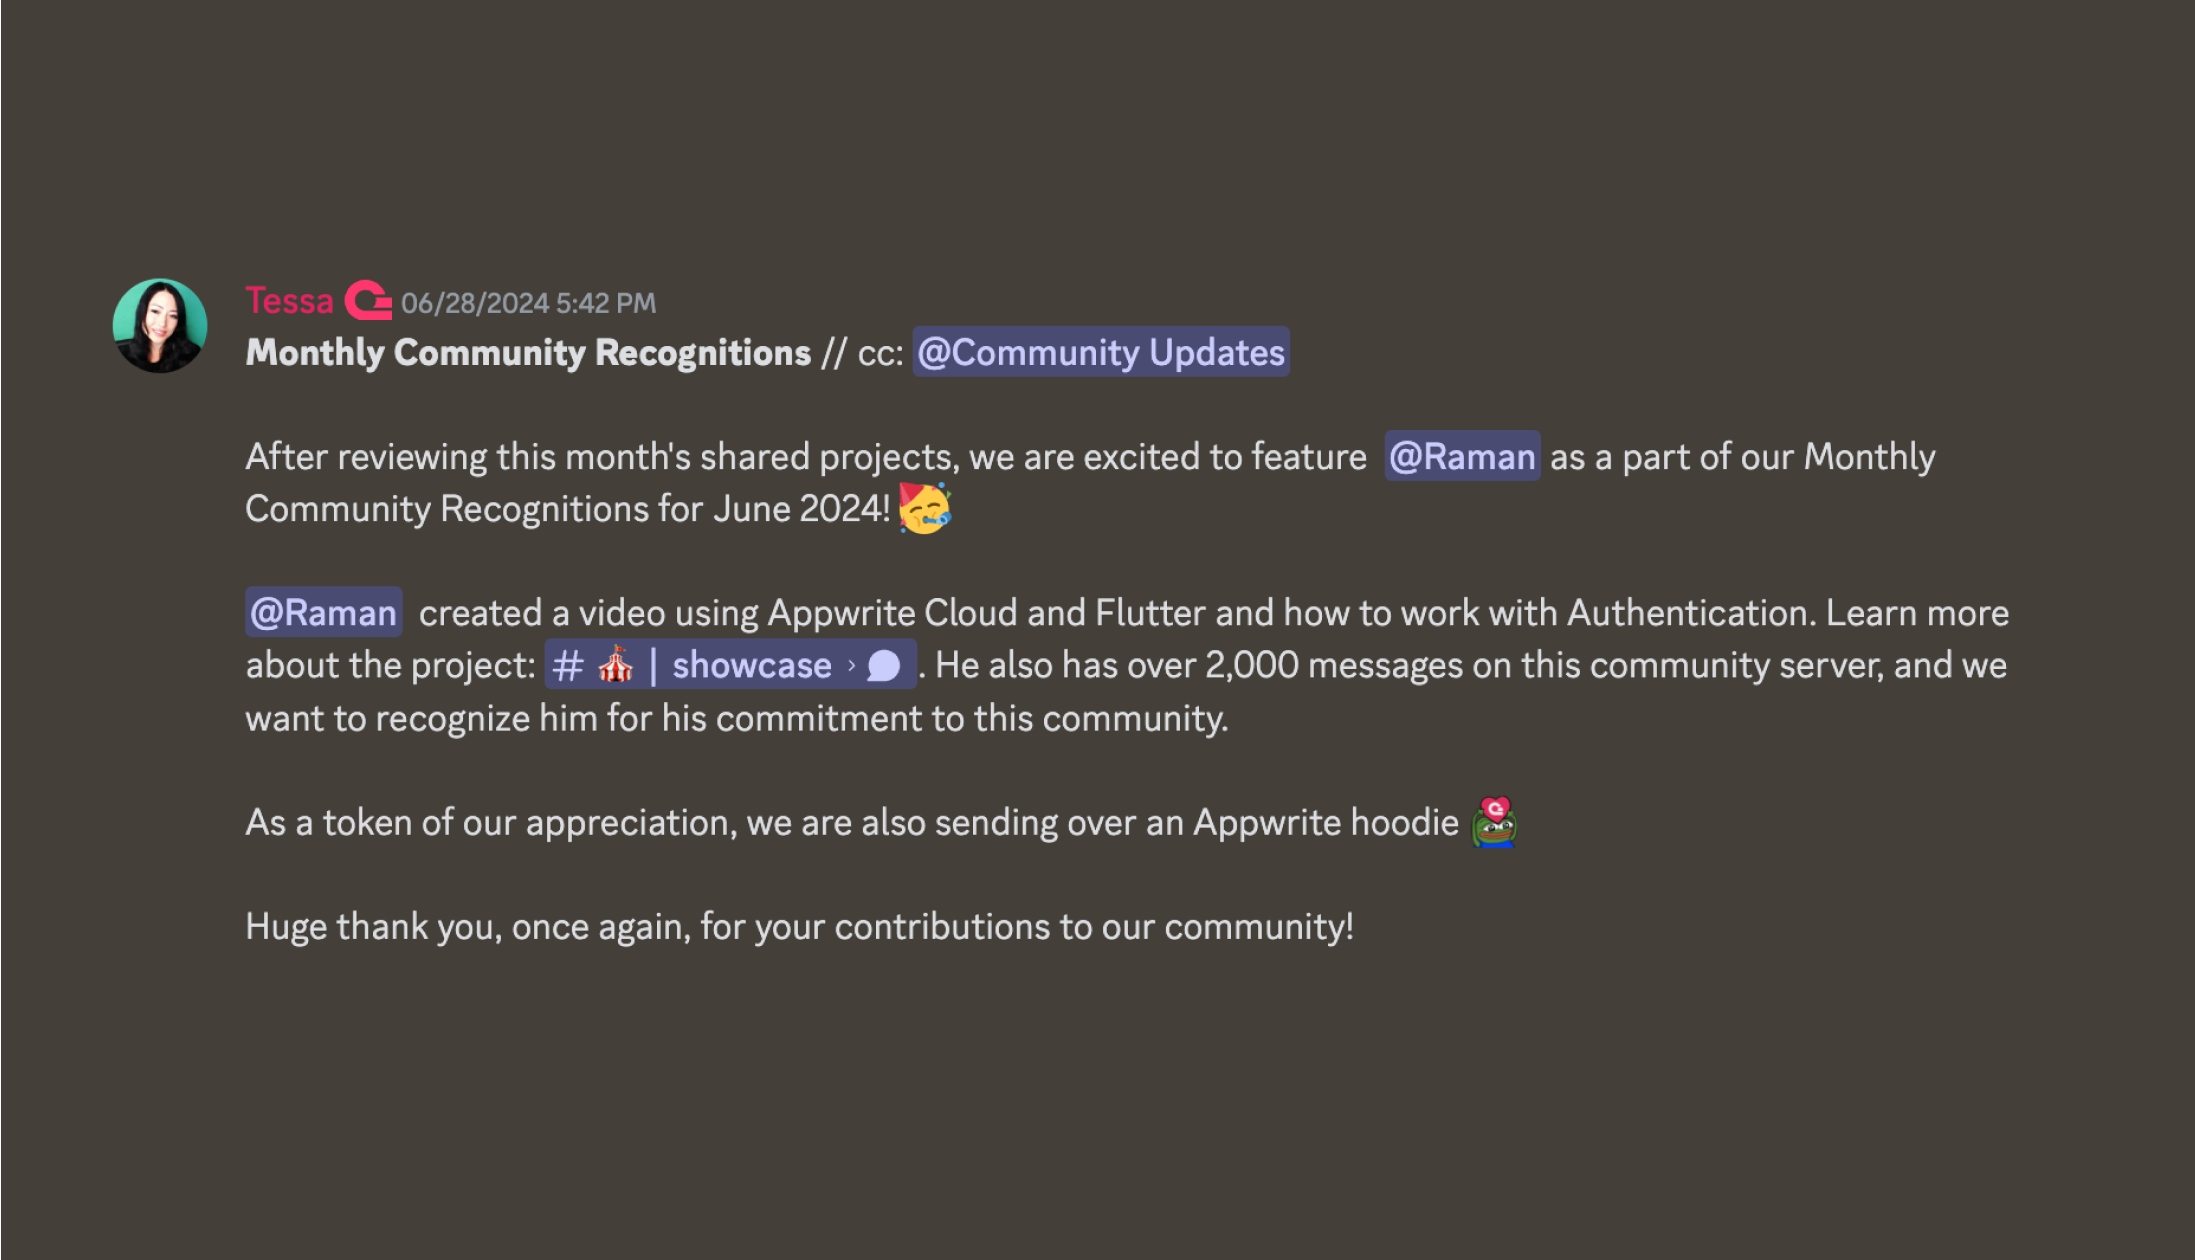 Tessa 06/28/2024 5:42 PM
Monthly Community Recognitions // cc: @Community Updates
After reviewing this month's shared projects, we are excited to feature @Raman as a part of our Monthly
Community Recognitions for June 2024! 🥳
@Raman created a video using Appwrite Cloud and Flutter and how to work with Authentication. Learn more
about the project: # 🎪 | showcase › 💬 . He also has over 2,000 messages on this community server, and we
want to recognize him for his commitment to this community.
As a token of our appreciation, we are also sending over an Appwrite hoodie
Huge thank you, once again, for your contributions to our community!